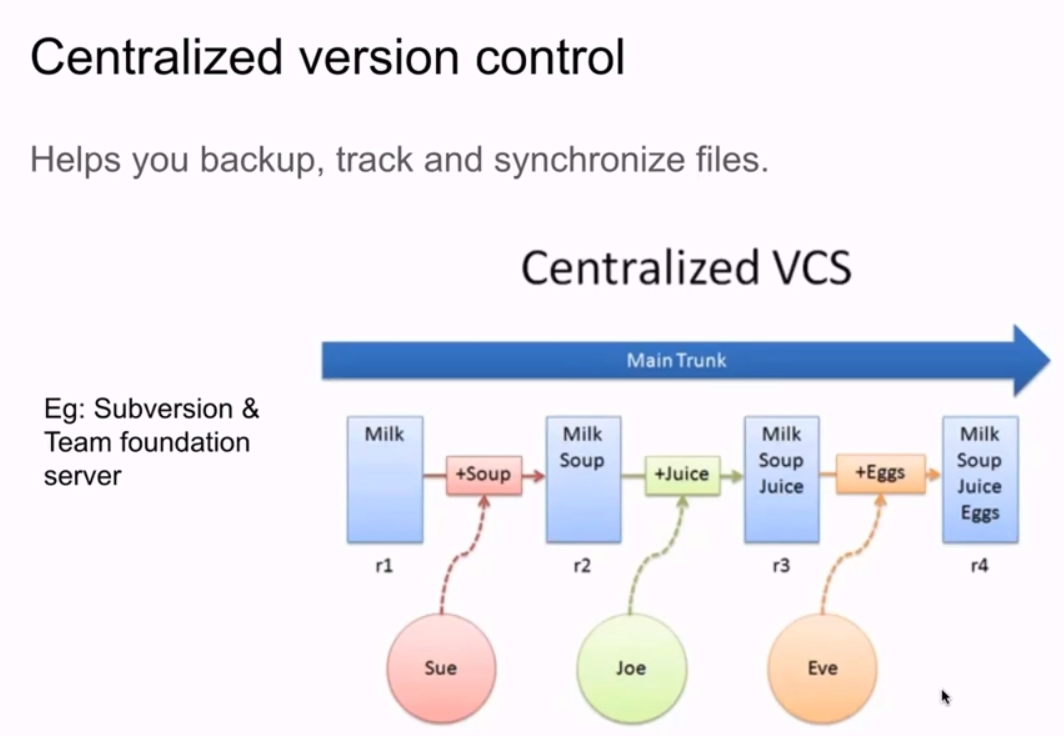 Centralized version control
Helps you backup, track and synchronize files.
Centralized VCS
Main Trunk
Eg: Subversion &
Team foundation
server
Milk
+Soup
Milk
Soup
+Juice
Milk
Soup
Juice
+Eggs
Milk
Soup
Juice
Eggs
r1
r2
r3
r4
Sue
Joe
Eve